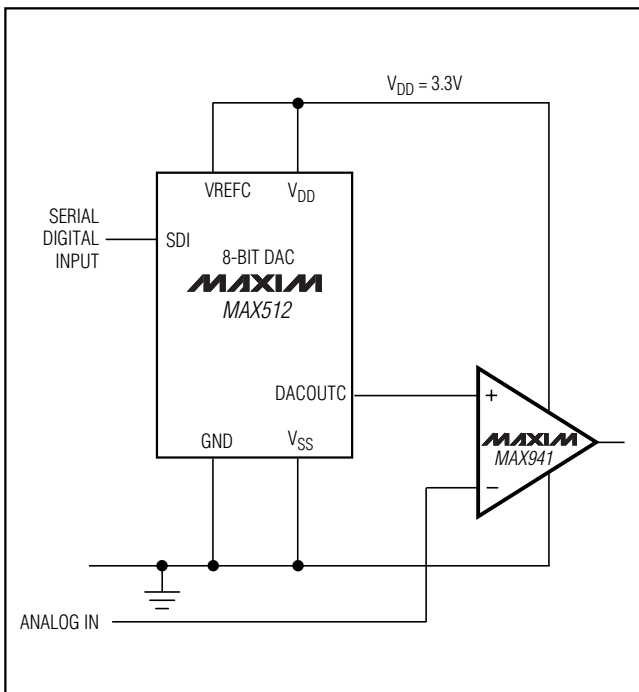 V_DD = 3.3V
VREFC V_DD
SERIAL
DIGITAL
INPUT
SDI
8-BIT DAC
MAXIM
MAX512
DACOUTC
GND V_SS
+
MAXIM
MAX941
−
ANALOG IN